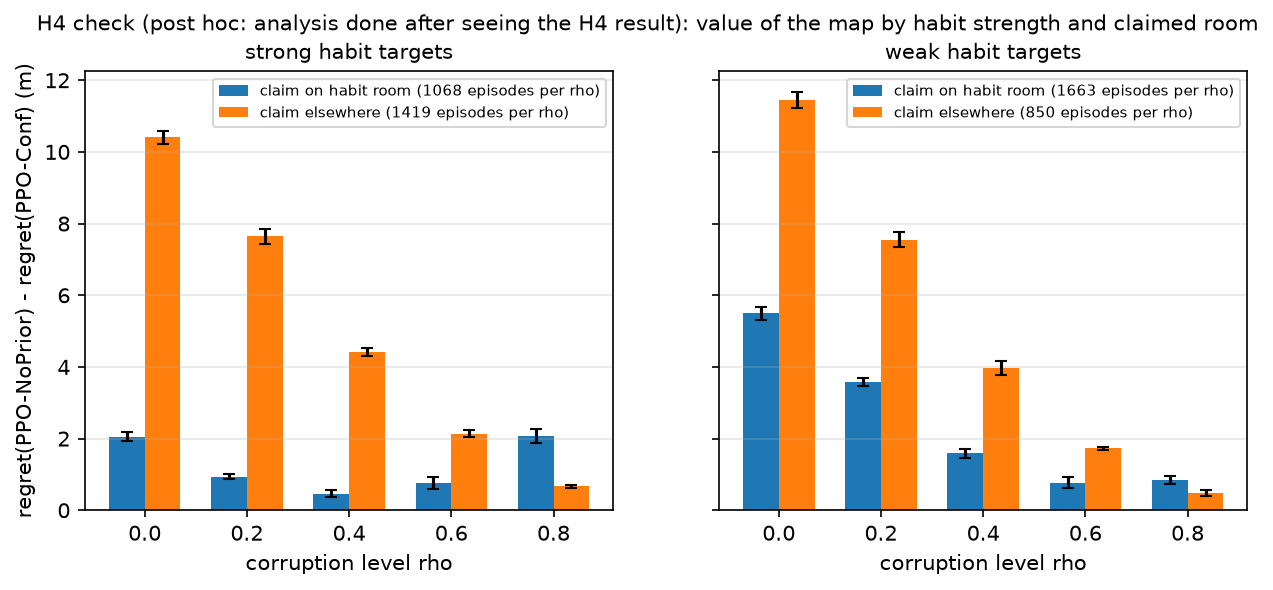 H4 check (post hoc: analysis done after seeing the H4 result): value of the map by habit strength and claimed room
strong habit targets
weak habit targets
regret(PPO-NoPrior) - regret(PPO-Conf) (m)
12
10
8
6
4
2
0
claim on habit room (1068 episodes per rho)
claim elsewhere (1419 episodes per rho)
0.0 0.2 0.4 0.6 0.8
corruption level rho
claim on habit room (1663 episodes per rho)
claim elsewhere (850 episodes per rho)
0.0 0.2 0.4 0.6 0.8
corruption level rho